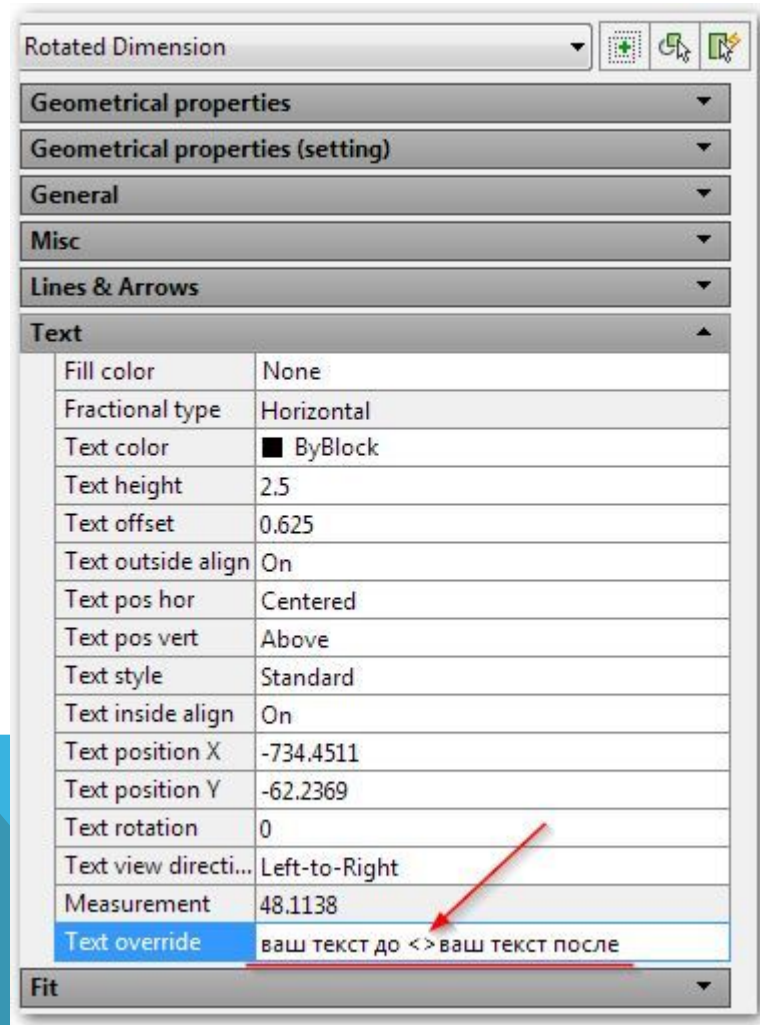 Rotated Dimension
Geometrical properties
Geometrical properties (setting)
General
Misc
Lines & Arrows
Text
Fill color None
Fractional type Horizontal
Text color ByBlock
Text height 2.5
Text offset 0.625
Text outside align On
Text pos hor Centered
Text pos vert Above
Text style Standard
Text inside align On
Text position X -734.4511
Text position Y -62.2369
Text rotation 0
Text view directi... Left-to-Right
Measurement 48.1138
Text override ваш текст до <>ваш текст после
Fit